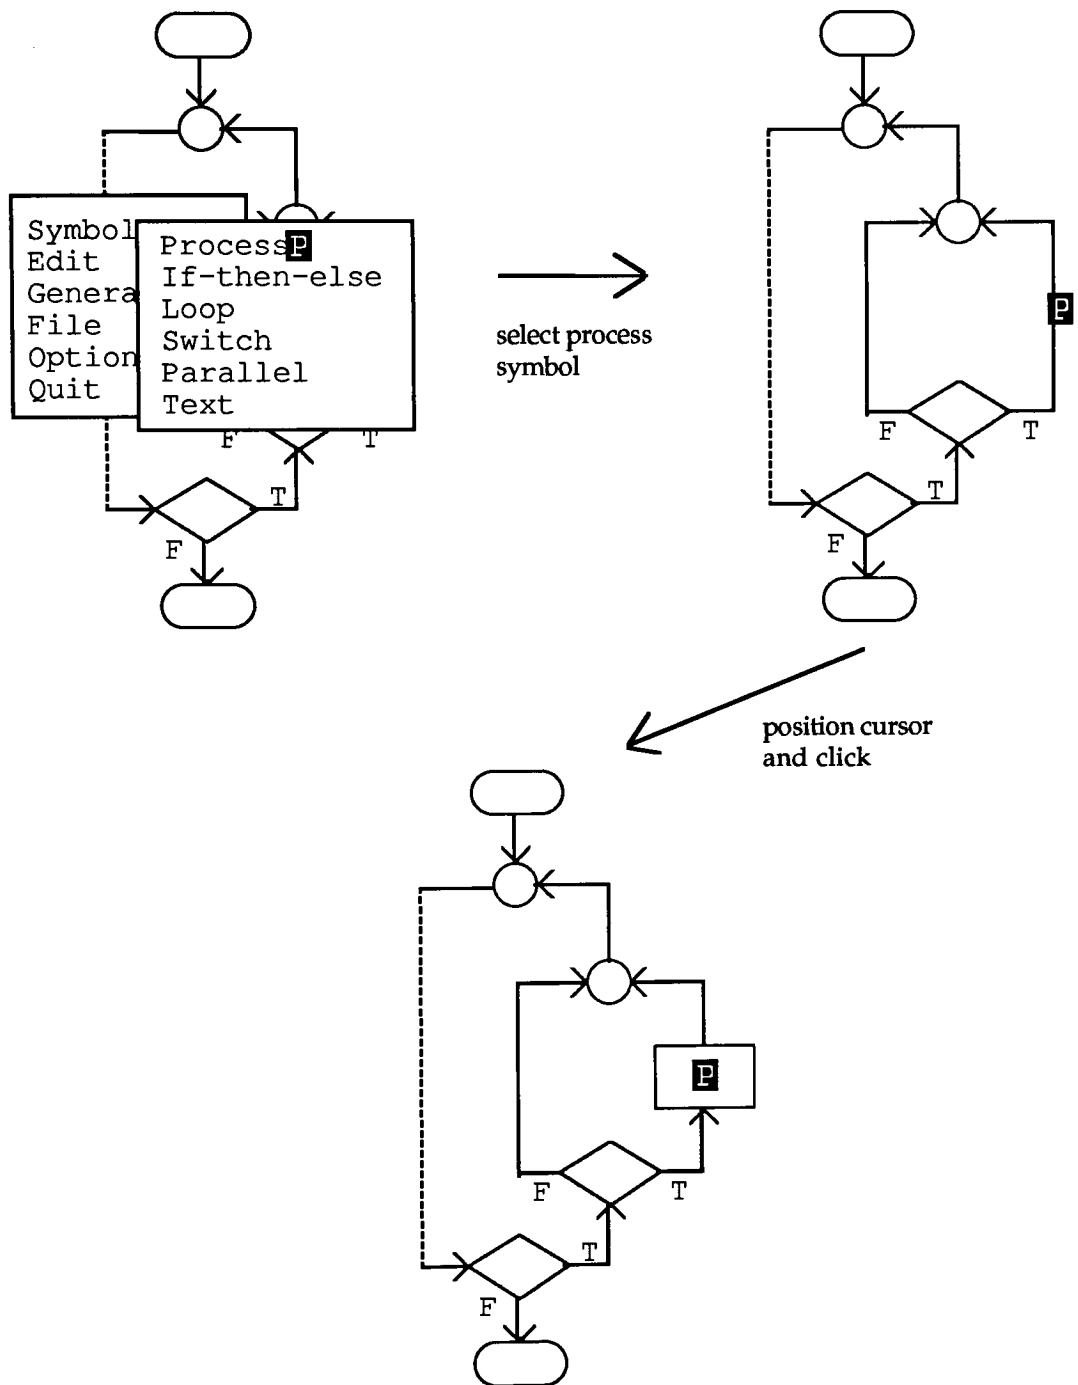 Symbol
Edit
Genera
File
Option
Quit
ProcessP
If-then-else
Loop
Switch
Parallel
Text
F T
T
F
select process
symbol
P
F T
T
F
position cursor
and click
P
F T
T
F